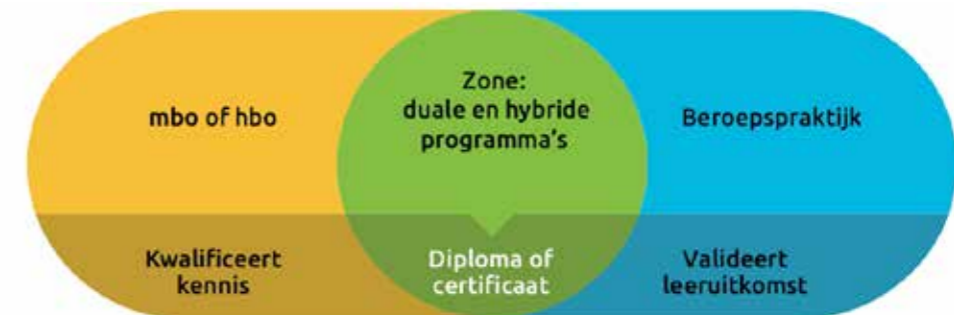 mbo of hbo
Zone:
duale en hybride
programma's
Beroepspraktijk
Kwalificeert
kennis
Diploma of
certificaat
Valideert
leeruitkomst